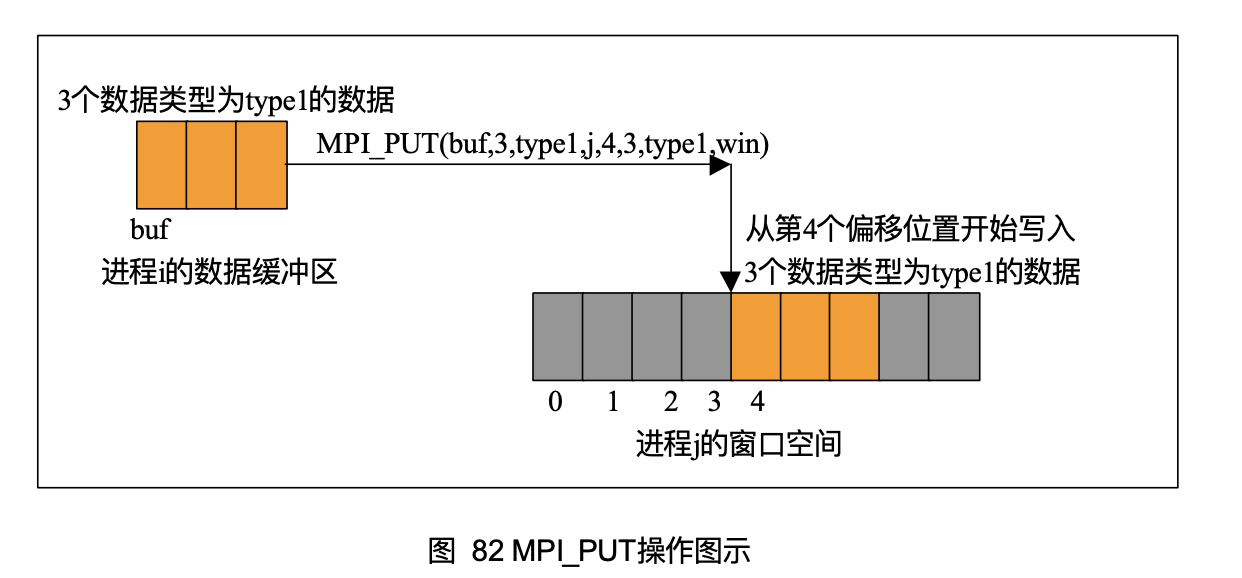 3个数据类型为type1的数据
MPI_PUT(buf,3,type1,j,4,3,type1,win)
buf
进程i的数据缓冲区
从第4个偏移位置开始写入
3个数据类型为type1的数据
0 1 2 3 4
进程j的窗口空间
图 82 MPI_PUT操作图示